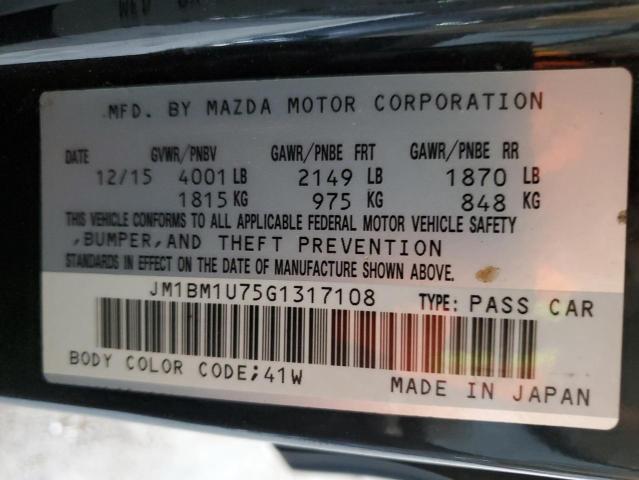 MFD. BY MAZDA MOTOR CORPORATION
DATE GVWR/PNBV GAWR/PNBE FRT GAWR/PNBE RR
12/15 4001 LB 2149 LB 1870 LB
1815 KG 975 KG 848 KG
THIS VEHICLE CONFORMS TO ALL APPLICABLE FEDERAL MOTOR VEHICLE SAFETY
,BUMPER,AND THEFT PREVENTION
STANDARDS IN EFFECT ON THE DATE OF MANUFACTURE SHOWN ABOVE.
JM1BM1U75G1317108 TYPE: PASS CAR
BODY COLOR CODE;41W
MADE IN JAPAN